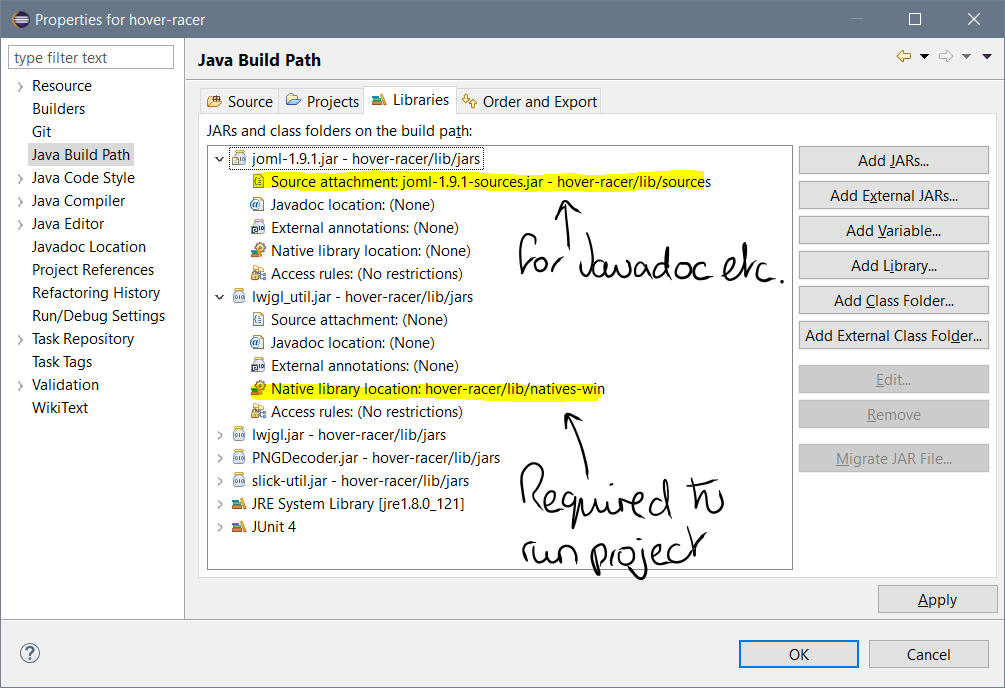 Properties for hover-racer
type filter text
Resource
Builders
Git
Java Build Path
Java Code Style
Java Compiler
Java Editor
Javadoc Location
Project References
Refactoring History
Run/Debug Settings
Task Repository
Task Tags
Validation
WikiText
Java Build Path
Source Projects Libraries Order and Export
JARs and class folders on the build path:
joml-1.9.1.jar - hover-racer/lib/jars
Source attachment: joml-1.9.1-sources.jar - hover-racer/lib/sources
Javadoc location: (None)
External annotations: (None)
Native library location: (None)
Access rules: (No restrictions)
for Javadoc etc.
lwjgl_util.jar - hover-racer/lib/jars
Source attachment: (None)
Javadoc location: (None)
External annotations: (None)
Native library location: hover-racer/lib/natives-win
Access rules: (No restrictions)
lwjgl.jar - hover-racer/lib/jars
PNGDecoder.jar - hover-racer/lib/jars
slick-util.jar - hover-racer/lib/jars
JRE System Library [jre1.8.0_121]
JUnit 4
Required to
run project
Add JARs...
Add External JARs...
Add Variable...
Add Library...
Add Class Folder...
Add External Class Folder...
Edit...
Remove
Migrate JAR File...
Apply
OK Cancel